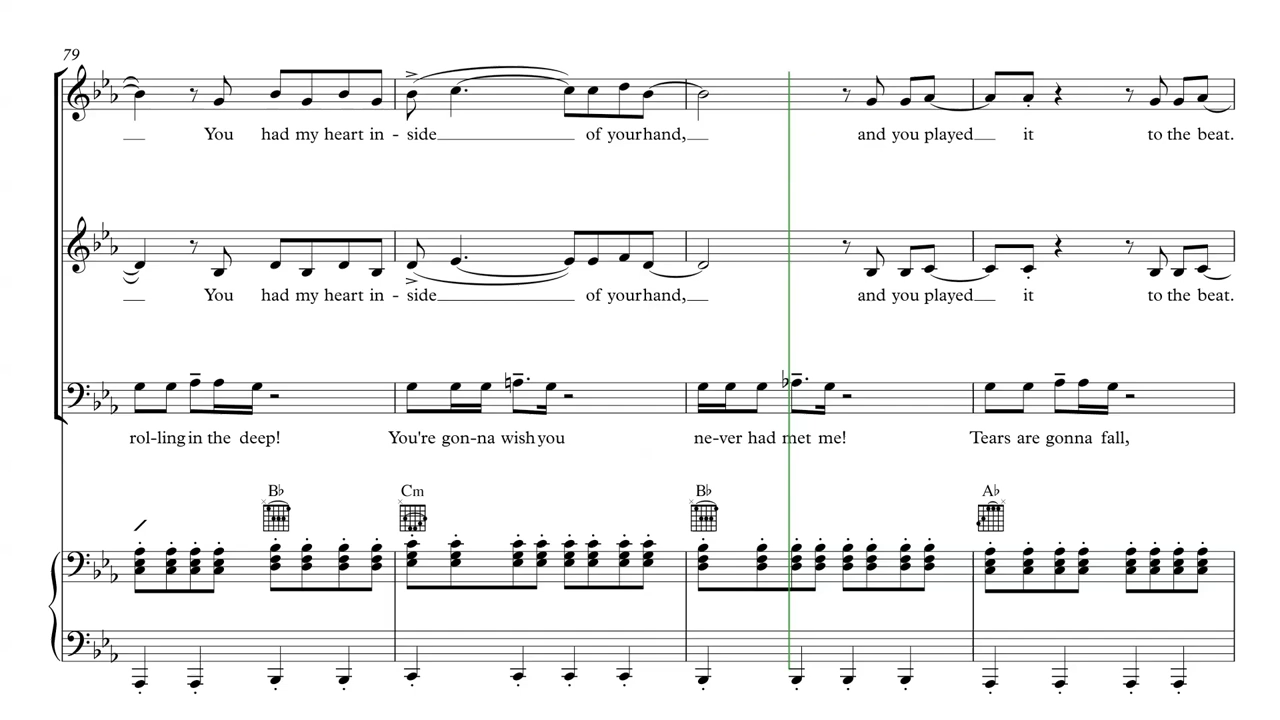 79
You had my heart in - side of your hand, and you played it to the beat.
You had my heart in - side of your hand, and you played it to the beat.
rol-ling in the deep! You're gon-na wish you ne-ver had met me! Tears are gonna fall,
B♭ Cm B♭ A♭